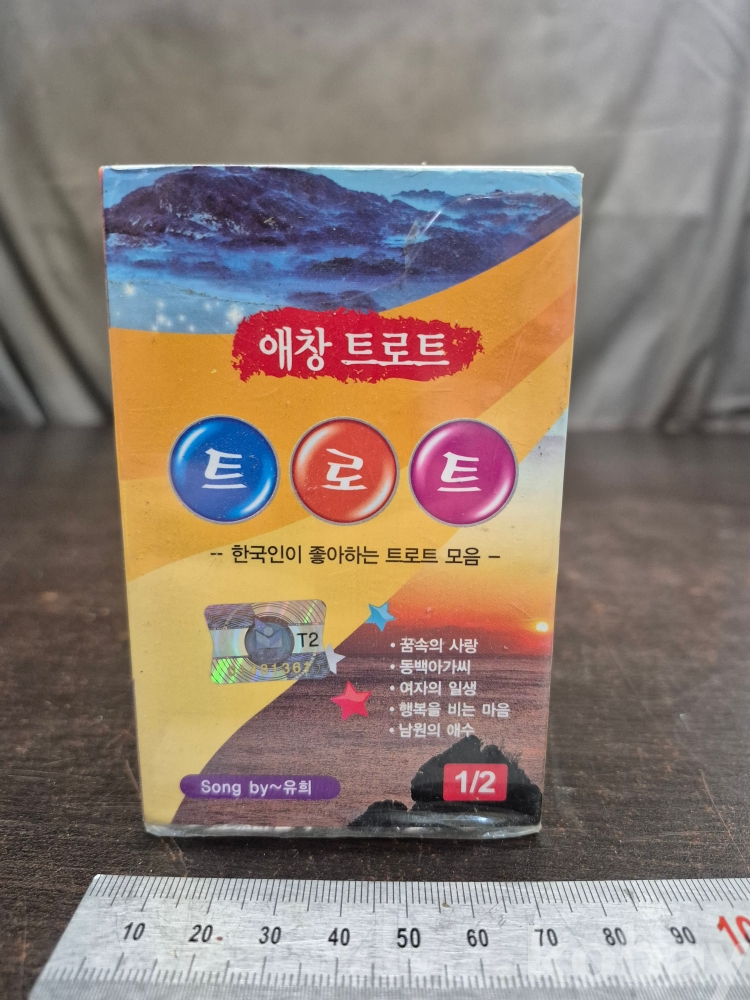 애창 트로트
트 로 트
-- 한국인이 좋아하는 트로트 모음 –
T2
• 꿈속의 사랑
• 동백아가씨
• 여자의 일생
• 행복을 비는 마음
• 남원의 애수
Song by~유희
1/2
10 20 30 40 50 60 70 80 90 10